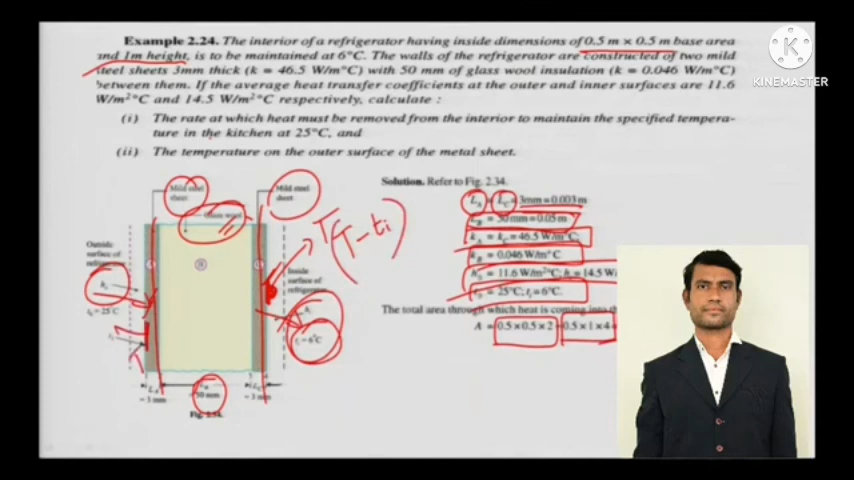 Example 2.24. The interior of a refrigerator having inside dimensions of 0.5 m × 0.5 m base area
and 1m height, is to be maintained at 6°C. The walls of the refrigerator are constructed of two mild
steel sheets 3mm thick (k = 46.5 W/m°C) with 50 mm of glass wool insulation (k = 0.046 W/m°C)
between them. If the average heat transfer coefficients at the outer and inner surfaces are 11.6
W/m²°C and 14.5 W/m²°C respectively, calculate :
(i) The rate at which heat must be removed from the interior to maintain the specified tempera-
ture in the kitchen at 25°C, and
(ii) The temperature on the outer surface of the metal sheet.
K
KINEMASTER
Mild steel
sheet
Mild steel
sheet
Glass wool
Outside
surface of
refrigerator
Inside
surface of
refrigerator
(T-ti)
= 25°C
= 6°C
= 3 mm
= 50 mm
= 3 mm
Fig. 2.34
Solution. Refer to Fig. 2.34.
L_A = L_C = 3mm = 0.003 m
L_B = 50 mm = 0.05 m
k_A = k_C = 46.5 W/m°C;
k_B = 0.046 W/m°C
= 11.6 W/m²°C; = 14.5 W/m
= 25°C; t_i = 6°C.
The total area through which heat is coming into
A = 0.5 × 0.5 × 2 + 0.5 × 1 × 4